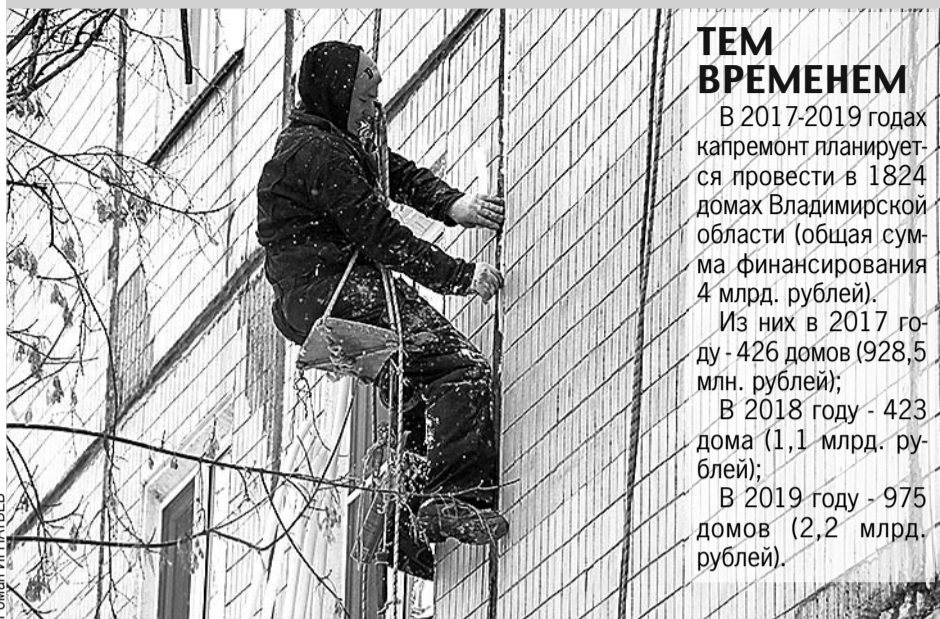 ТЕМ
ВРЕМЕНЕМ
В 2017-2019 годах
капремонт планирует-
ся провести в 1824
домах Владимирской
области (общая сум-
ма финансирования
4 млрд. рублей).
Из них в 2017 го-
ду - 426 домов (928,5
млн. рублей);
В 2018 году - 423
дома (1,1 млрд. ру-
блей);
В 2019 году - 975
домов (2,2 млрд.
рублей).